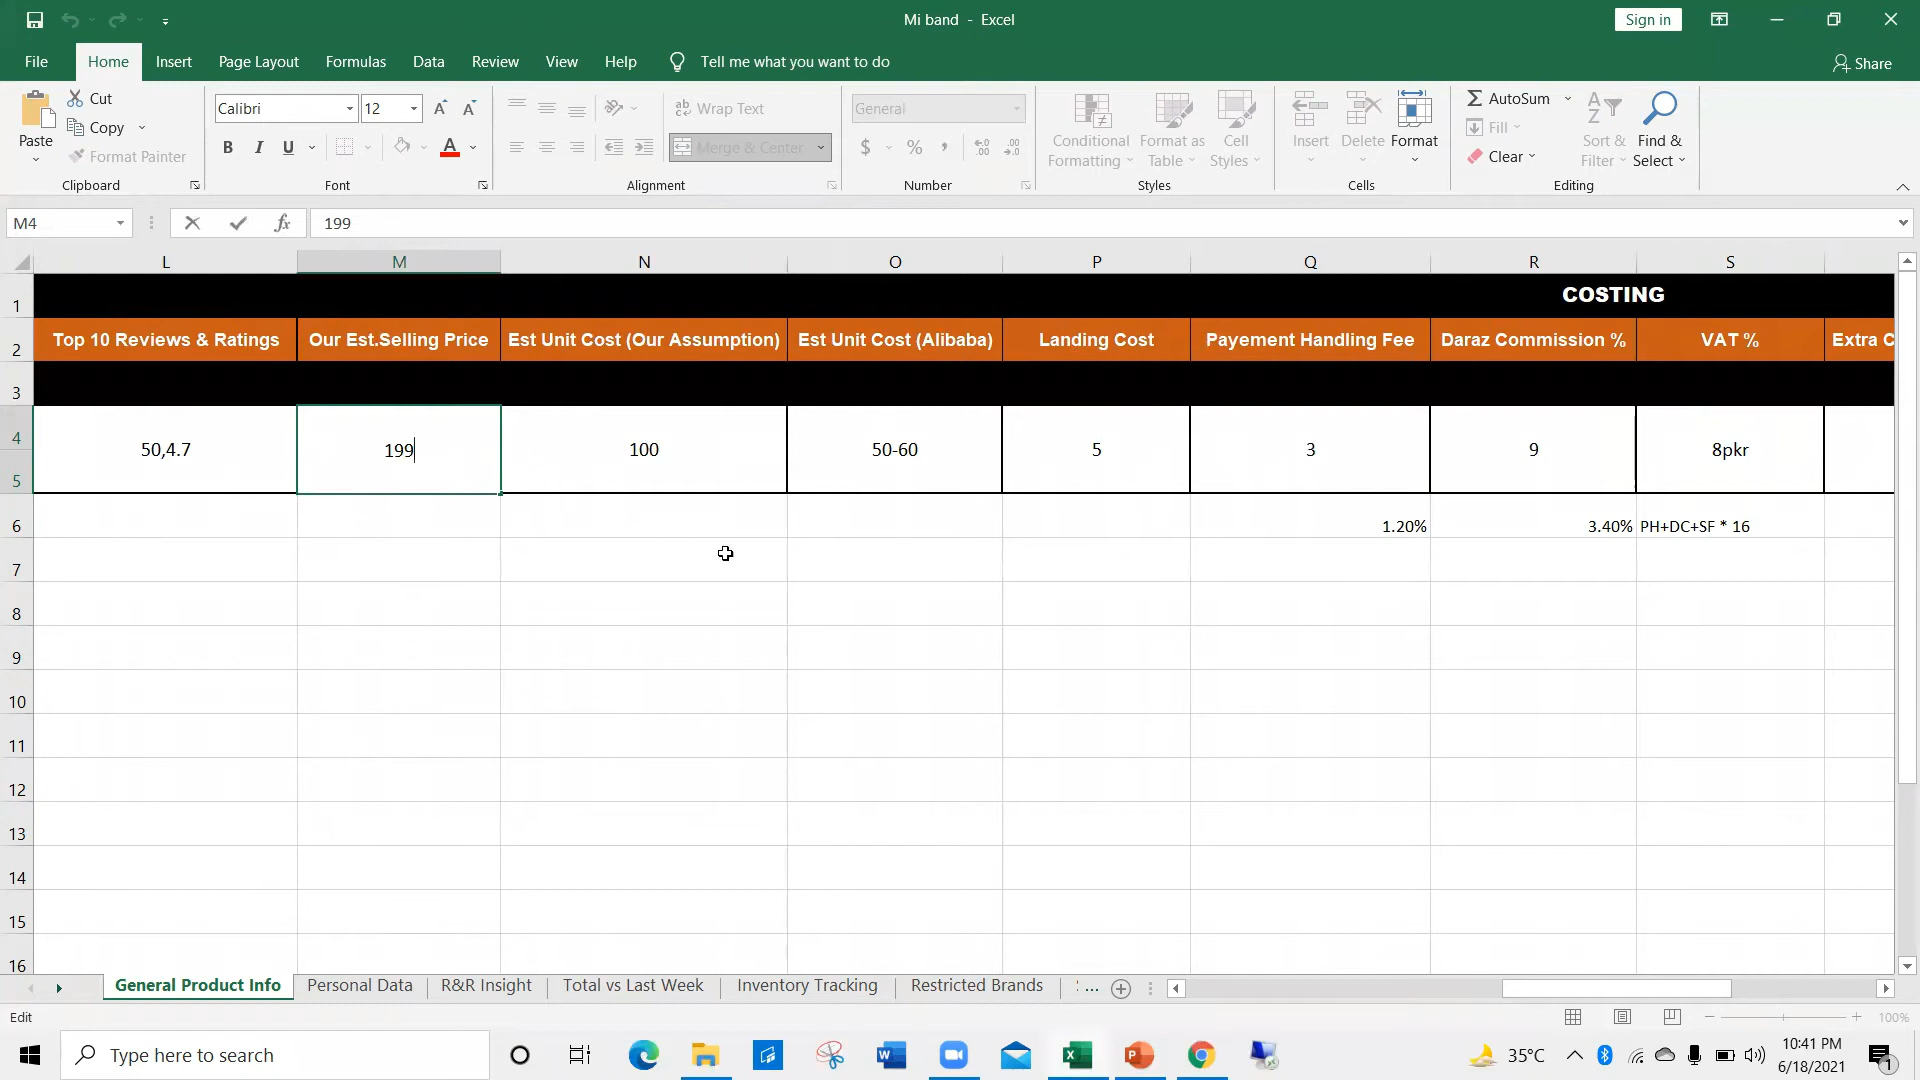 Mi band - Excel
Sign in
File Home Insert Page Layout Formulas Data Review View Help Tell me what you want to do Share
Paste Cut Copy Format Painter Clipboard
Calibri 12 A A B I U A Font
Wrap Text Merge & Center Alignment
General $ % , Number
Conditional Formatting Format as Table Cell Styles Styles
Insert Delete Format Cells
AutoSum Fill Clear Sort & Filter Find & Select Editing
M4 fx 199
L M N O P Q R S
1 COSTING
2 Top 10 Reviews & Ratings Our Est.Selling Price Est Unit Cost (Our Assumption) Est Unit Cost (Alibaba) Landing Cost Payement Handling Fee Daraz Commission % VAT % Extra C
3
4 50,4.7 199 100 50-60 5 3 9 8pkr
5
6 1.20% 3.40% PH+DC+SF * 16
7
8
9
10
11
12
13
14
15
16
General Product Info Personal Data R&R Insight Total vs Last Week Inventory Tracking Restricted Brands ...
Edit 100%
Type here to search 35°C 10:41 PM
6/18/2021 1